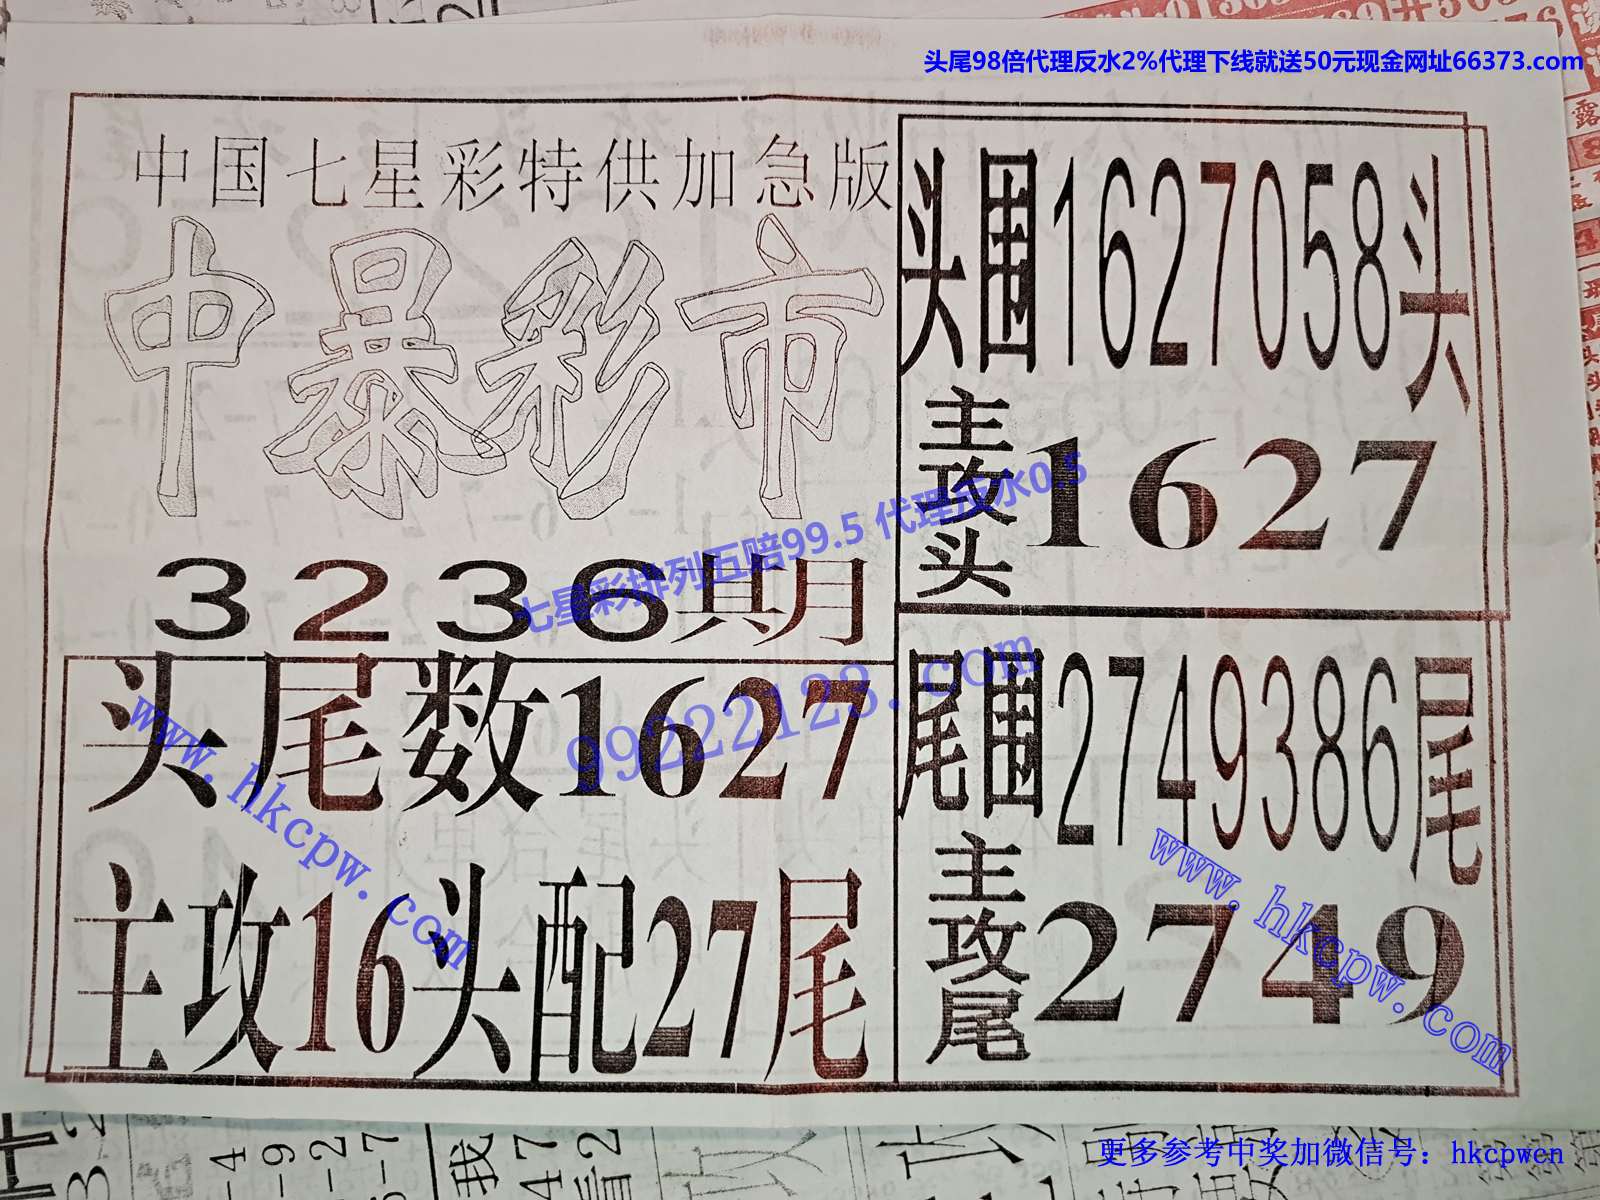 头尾98倍代理反水2%代理下线就送50元现金网址66373.com
中国七星彩特供加急版
中暴彩市
3236期
头尾数1627
主攻16头配27尾
头围1627058头
主攻头1627
尾围2749386尾
主攻尾2749
七星彩排列五赔99.5 代理反水0.5
99222123.com
www.hkcpw.com
www.hkcpw.com
更多参考中奖加微信号：hkcpwcn